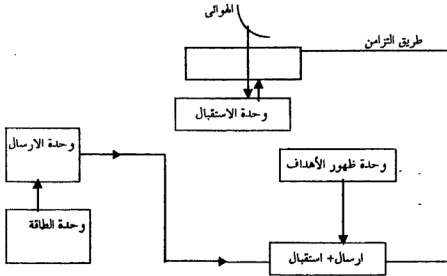 الهوائى
طريق التزامن
وحدة الاستقبال
وحدة الارسال
وحدة ظهور الأهداف
وحدة الطاقة
ارسال+ استقبال